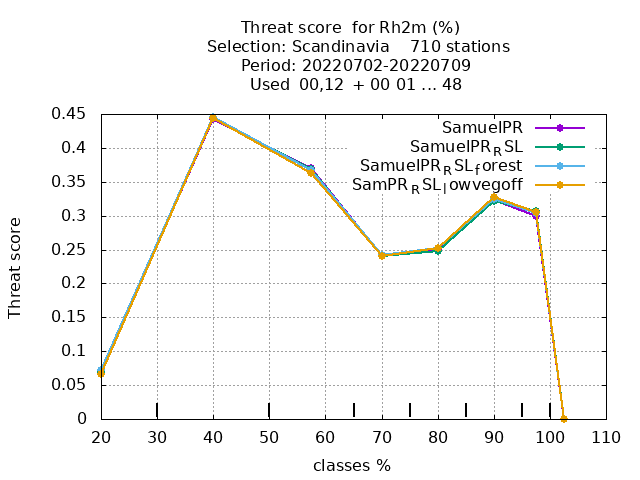 Threat score for Rh2m (%)
Selection: Scandinavia 710 stations
Period: 20220702-20220709
Used 00,12 + 00 01 ... 48
SamuelPR
SamuelPR_RSL
SamuelPR_RSL_forest
SamPR_RSL_lowvegoff
Threat score
0.45
0.4
0.35
0.3
0.25
0.2
0.15
0.1
0.05
0
20 30 40 50 60 70 80 90 100 110
classes %